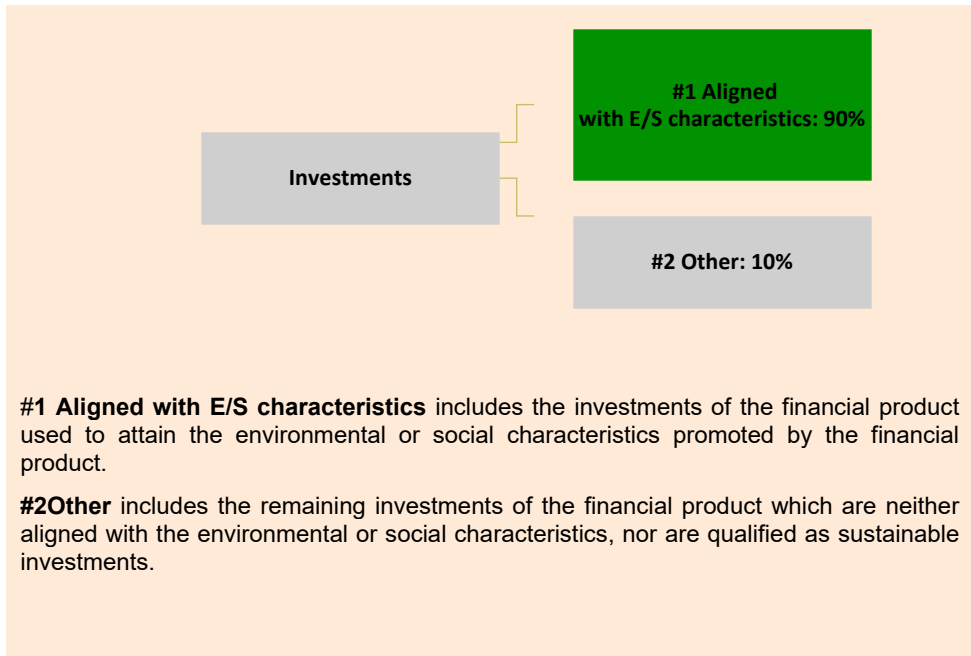 #1 Aligned
with E/S characteristics: 90%
Investments
#2 Other: 10%
#1 Aligned with E/S characteristics includes the investments of the financial product
used to attain the environmental or social characteristics promoted by the financial
product.
#2Other includes the remaining investments of the financial product which are neither
aligned with the environmental or social characteristics, nor are qualified as sustainable
investments.